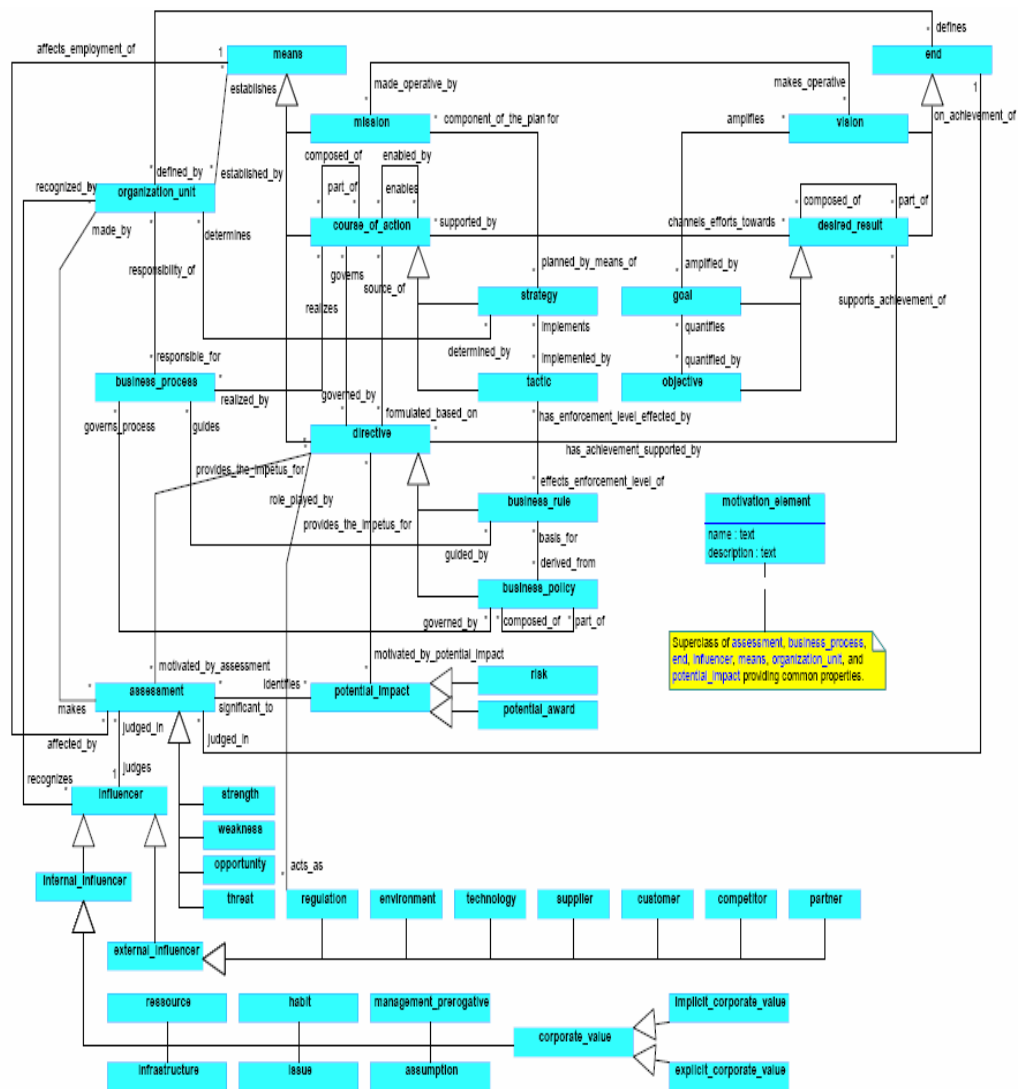 defines
affects_employment_of
1
*
means
end
establishes
made_operative_by
makes_operative
1
on_achievement_of
mission
component_of_the_plan for
amplifies
vision
composed_of
enabled_by
defined_by
established_by
part_of
enables
composed_of
part_of
recognized_by
organization_unit
made_by
determines
course_of_action
supported_by
channels_efforts_towards
desired_result
governs
responsibility_of
source_of
planned_by_means_of
amplified_by
supports_achievement_of
realizes
strategy
goal
implements
quantifies
determined_by
implemented_by
quantified_by
responsible_for
business_process
realized_by
governed_by
tactic
objective
governs_process
guides
formulated_based_on
has_enforcement_level_effected_by
directive
has_achievement_supported_by
provides_the_impetus_for
role_played_by
effects_enforcement_level_of
business_rule
motivation_element
provides_the_impetus_for
name : text
description : text
guided_by
basis_for
derived_from
business_policy
governed_by
composed_of
part_of
Superclass of assessment, business_process,
end, influencer, means, organization_unit, and
potential_impact providing common properties.
motivated_by_assessment
motivated_by_potential_impact
identifies
risk
assessment
potential_impact
makes
significant_to
potential_award
affected_by
judged_in
judged_in
recognizes
1
judges
influencer
strength
weakness
opportunity
internal_influencer
acts_as
threat
regulation
environment
technology
supplier
customer
competitor
partner
external_influencer
ressource
habit
management_prerogative
implicit_corporate_value
corporate_value
infrastructure
issue
assumption
explicit_corporate_value